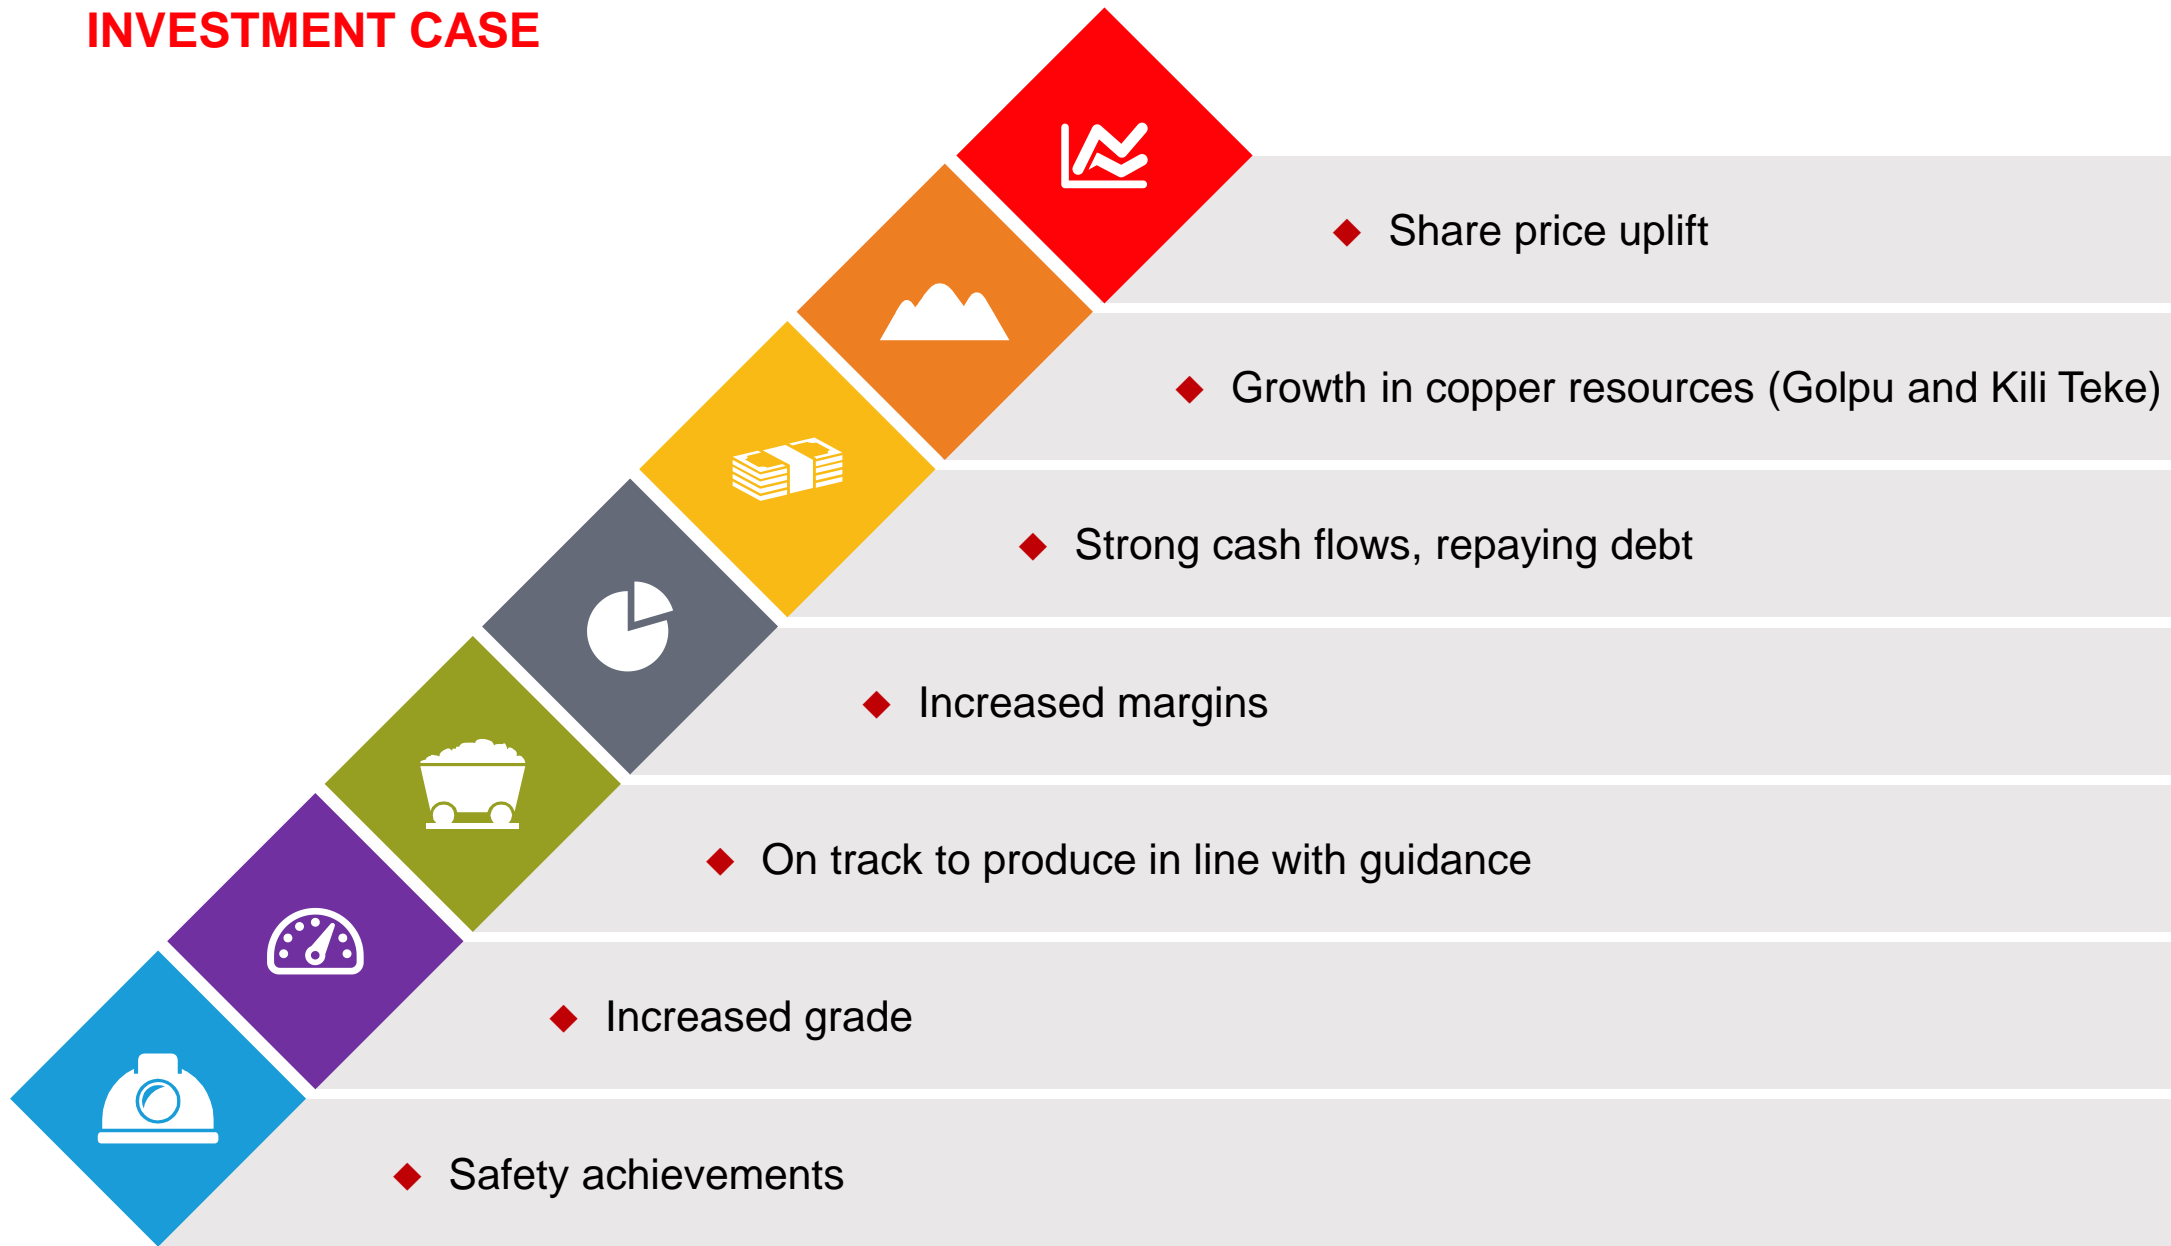 INVESTMENT CASE
Share price uplift
Growth in copper resources (Golpu and Kili Teke)
Strong cash flows, repaying debt
Increased margins
On track to produce in line with guidance
Increased grade
Safety achievements